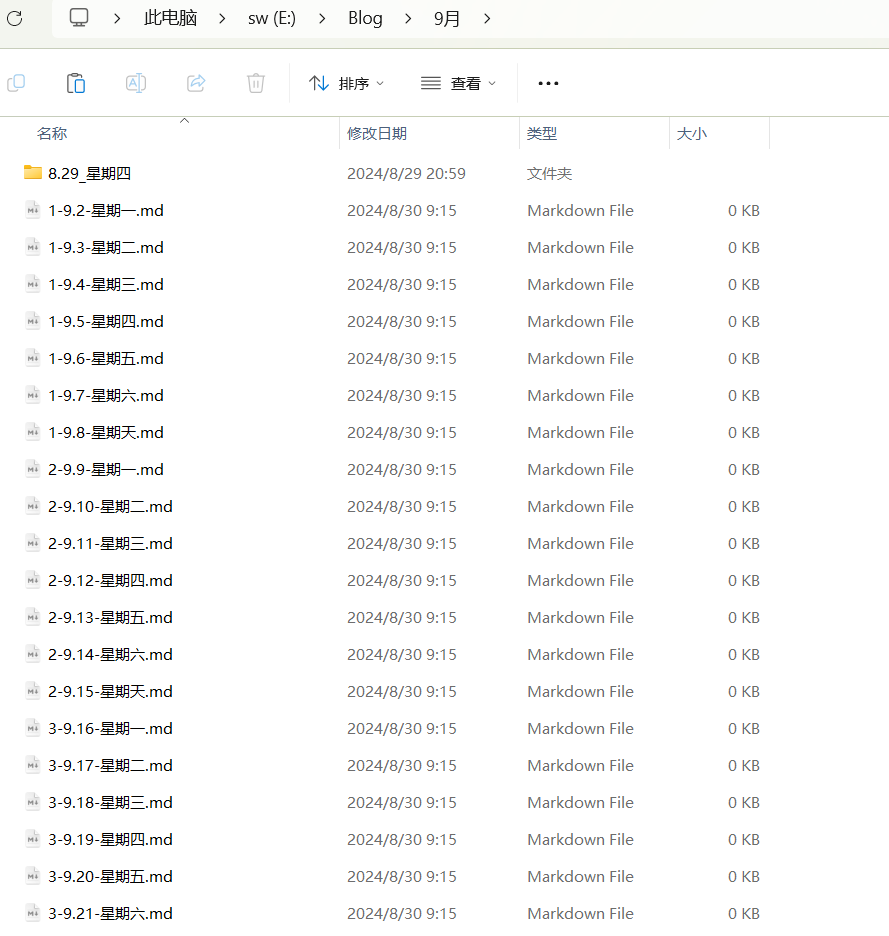 此电脑 sw (E:) Blog 9月
排序 查看
名称 修改日期 类型 大小
8.29_星期四 2024/8/29 20:59 文件夹
1-9.2-星期一.md 2024/8/30 9:15 Markdown File 0 KB
1-9.3-星期二.md 2024/8/30 9:15 Markdown File 0 KB
1-9.4-星期三.md 2024/8/30 9:15 Markdown File 0 KB
1-9.5-星期四.md 2024/8/30 9:15 Markdown File 0 KB
1-9.6-星期五.md 2024/8/30 9:15 Markdown File 0 KB
1-9.7-星期六.md 2024/8/30 9:15 Markdown File 0 KB
1-9.8-星期天.md 2024/8/30 9:15 Markdown File 0 KB
2-9.9-星期一.md 2024/8/30 9:15 Markdown File 0 KB
2-9.10-星期二.md 2024/8/30 9:15 Markdown File 0 KB
2-9.11-星期三.md 2024/8/30 9:15 Markdown File 0 KB
2-9.12-星期四.md 2024/8/30 9:15 Markdown File 0 KB
2-9.13-星期五.md 2024/8/30 9:15 Markdown File 0 KB
2-9.14-星期六.md 2024/8/30 9:15 Markdown File 0 KB
2-9.15-星期天.md 2024/8/30 9:15 Markdown File 0 KB
3-9.16-星期一.md 2024/8/30 9:15 Markdown File 0 KB
3-9.17-星期二.md 2024/8/30 9:15 Markdown File 0 KB
3-9.18-星期三.md 2024/8/30 9:15 Markdown File 0 KB
3-9.19-星期四.md 2024/8/30 9:15 Markdown File 0 KB
3-9.20-星期五.md 2024/8/30 9:15 Markdown File 0 KB
3-9.21-星期六.md 2024/8/30 9:15 Markdown File 0 KB